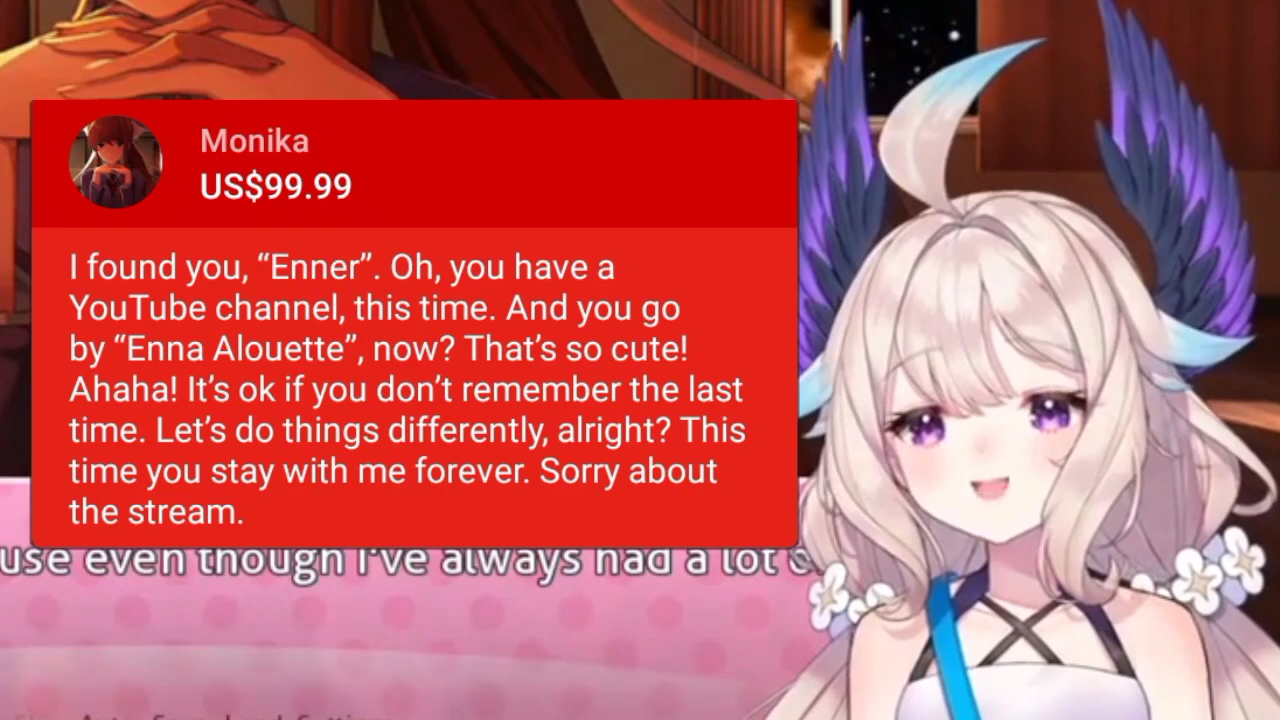 Monika
US$99.99
I found you, “Enner”. Oh, you have a
YouTube channel, this time. And you go
by “Enna Alouette”, now? That’s so cute!
Ahaha! It’s ok if you don’t remember the last
time. Let’s do things differently, alright? This
time you stay with me forever. Sorry about
the stream.
use even though I’ve always had a lot